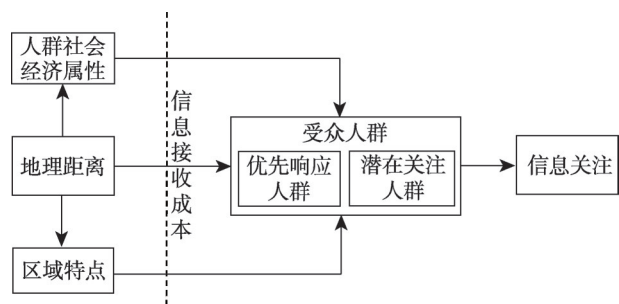 人群社会
经济属性
地理距离
区域特点
信息接收成本
受众人群
优先响应
人群
潜在关注
人群
信息关注